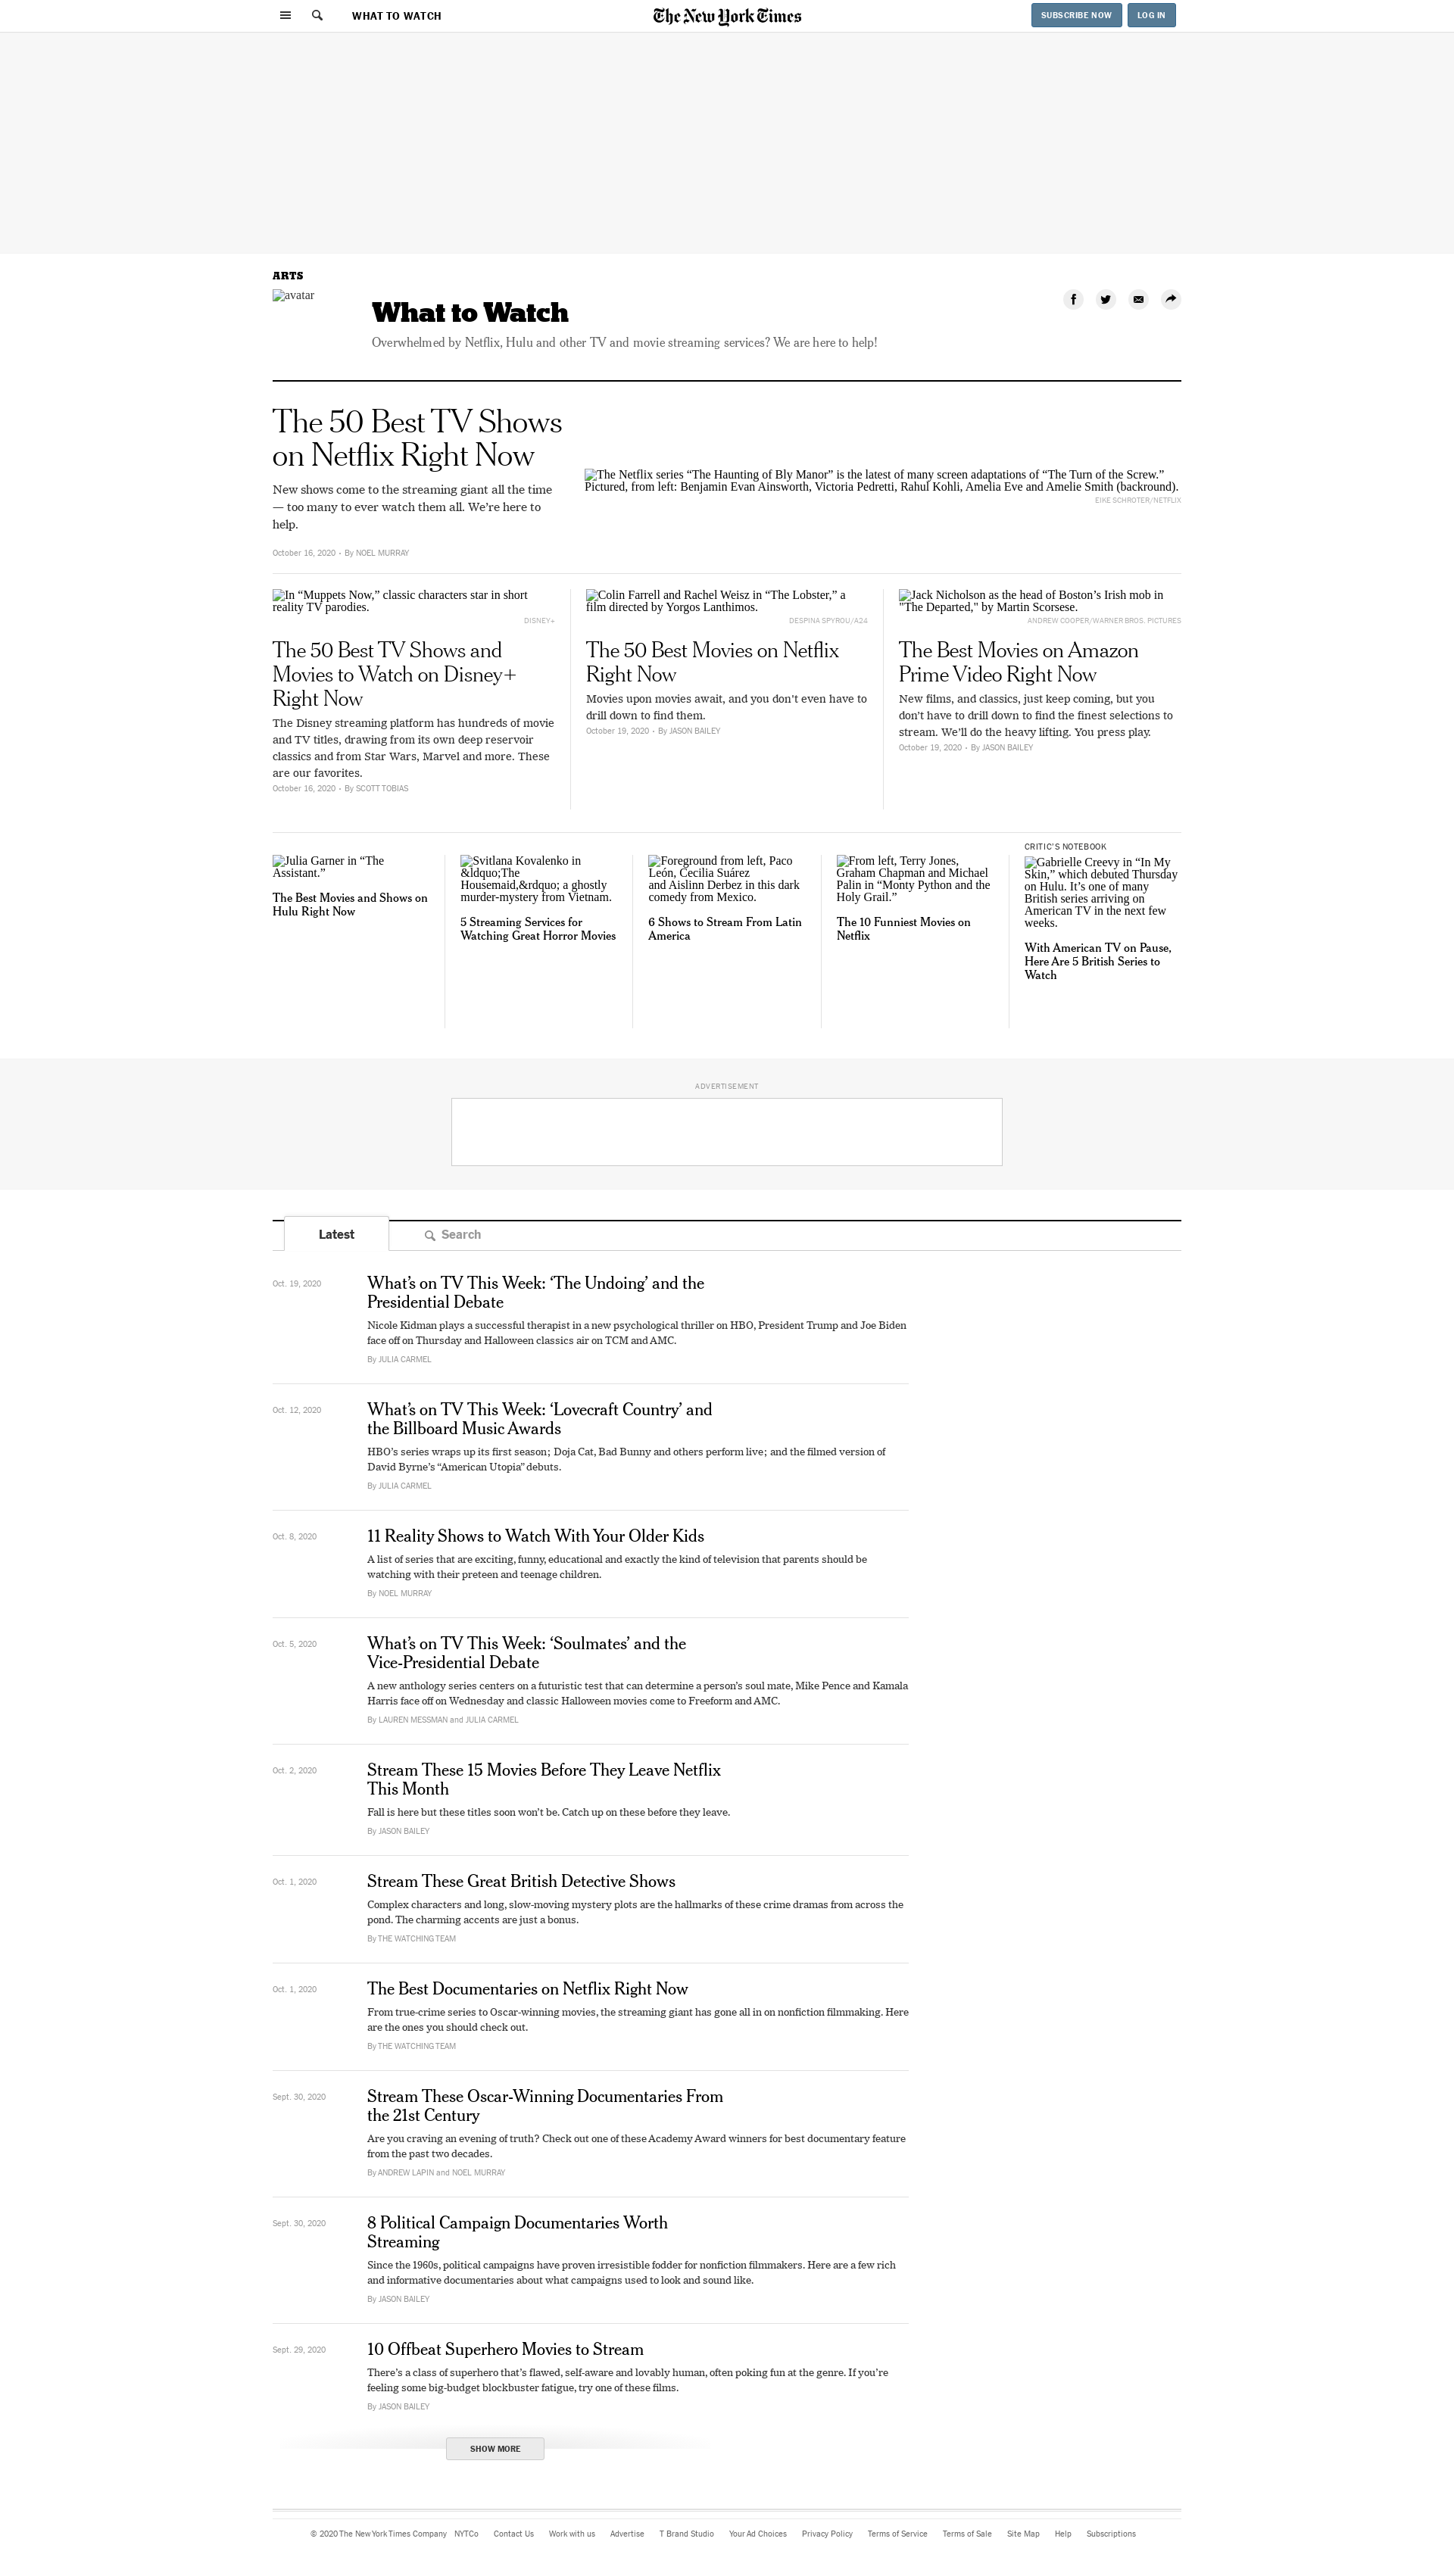 WHAT TO WATCH
The New York Times
SUBSCRIBE NOW
LOG IN
ARTS
avatar
What to Watch
Overwhelmed by Netflix, Hulu and other TV and movie streaming services? We are here to help!
The 50 Best TV Shows
on Netflix Right Now
New shows come to the streaming giant all the time
— too many to ever watch them all. We’re here to
help.
October 16, 2020 • By NOEL MURRAY
The Netflix series “The Haunting of Bly Manor” is the latest of many screen adaptations of “The Turn of the Screw.”
Pictured, from left: Benjamin Evan Ainsworth, Victoria Pedretti, Rahul Kohli, Amelia Eve and Amelie Smith (backround).
EIKE SCHROTER/NETFLIX
In “Muppets Now,” classic characters star in short
reality TV parodies.
DISNEY+
The 50 Best TV Shows and
Movies to Watch on Disney+
Right Now
The Disney streaming platform has hundreds of movie
and TV titles, drawing from its own deep reservoir
classics and from Star Wars, Marvel and more. These
are our favorites.
October 16, 2020 • By SCOTT TOBIAS
Colin Farrell and Rachel Weisz in “The Lobster,” a
film directed by Yorgos Lanthimos.
DESPINA SPYROU/A24
The 50 Best Movies on Netflix
Right Now
Movies upon movies await, and you don't even have to
drill down to find them.
October 19, 2020 • By JASON BAILEY
Jack Nicholson as the head of Boston’s Irish mob in
"The Departed," by Martin Scorsese.
ANDREW COOPER/WARNER BROS. PICTURES
The Best Movies on Amazon
Prime Video Right Now
New films, and classics, just keep coming, but you
don’t have to drill down to find the finest selections to
stream. We’ll do the heavy lifting. You press play.
October 19, 2020 • By JASON BAILEY
Julia Garner in “The
Assistant.”
The Best Movies and Shows on
Hulu Right Now
Svitlana Kovalenko in
&ldquo;The
Housemaid,&rdquo; a ghostly
murder-mystery from Vietnam.
5 Streaming Services for
Watching Great Horror Movies
Foreground from left, Paco
León, Cecilia Suárez
and Aislinn Derbez in this dark
comedy from Mexico.
6 Shows to Stream From Latin
America
From left, Terry Jones,
Graham Chapman and Michael
Palin in “Monty Python and the
Holy Grail.”
The 10 Funniest Movies on
Netflix
CRITIC’S NOTEBOOK
Gabrielle Creevy in “In My
Skin,” which debuted Thursday
on Hulu. It’s one of many
British series arriving on
American TV in the next few
weeks.
With American TV on Pause,
Here Are 5 British Series to
Watch
ADVERTISEMENT
Latest
Search
Oct. 19, 2020
What’s on TV This Week: ‘The Undoing’ and the
Presidential Debate
Nicole Kidman plays a successful therapist in a new psychological thriller on HBO, President Trump and Joe Biden
face off on Thursday and Halloween classics air on TCM and AMC.
By JULIA CARMEL
Oct. 12, 2020
What’s on TV This Week: ‘Lovecraft Country’ and
the Billboard Music Awards
HBO’s series wraps up its first season; Doja Cat, Bad Bunny and others perform live; and the filmed version of
David Byrne’s “American Utopia” debuts.
By JULIA CARMEL
Oct. 8, 2020
11 Reality Shows to Watch With Your Older Kids
A list of series that are exciting, funny, educational and exactly the kind of television that parents should be
watching with their preteen and teenage children.
By NOEL MURRAY
Oct. 5, 2020
What’s on TV This Week: ‘Soulmates’ and the
Vice-Presidential Debate
A new anthology series centers on a futuristic test that can determine a person’s soul mate, Mike Pence and Kamala
Harris face off on Wednesday and classic Halloween movies come to Freeform and AMC.
By LAUREN MESSMAN and JULIA CARMEL
Oct. 2, 2020
Stream These 15 Movies Before They Leave Netflix
This Month
Fall is here but these titles soon won’t be. Catch up on these before they leave.
By JASON BAILEY
Oct. 1, 2020
Stream These Great British Detective Shows
Complex characters and long, slow-moving mystery plots are the hallmarks of these crime dramas from across the
pond. The charming accents are just a bonus.
By THE WATCHING TEAM
Oct. 1, 2020
The Best Documentaries on Netflix Right Now
From true-crime series to Oscar-winning movies, the streaming giant has gone all in on nonfiction filmmaking. Here
are the ones you should check out.
By THE WATCHING TEAM
Sept. 30, 2020
Stream These Oscar-Winning Documentaries From
the 21st Century
Are you craving an evening of truth? Check out one of these Academy Award winners for best documentary feature
from the past two decades.
By ANDREW LAPIN and NOEL MURRAY
Sept. 30, 2020
8 Political Campaign Documentaries Worth
Streaming
Since the 1960s, political campaigns have proven irresistible fodder for nonfiction filmmakers. Here are a few rich
and informative documentaries about what campaigns used to look and sound like.
By JASON BAILEY
Sept. 29, 2020
10 Offbeat Superhero Movies to Stream
There’s a class of superhero that’s flawed, self-aware and lovably human, often poking fun at the genre. If you’re
feeling some big-budget blockbuster fatigue, try one of these films.
By JASON BAILEY
SHOW MORE
© 2020 The New York Times Company NYTCo Contact Us Work with us Advertise T Brand Studio Your Ad Choices Privacy Policy Terms of Service Terms of Sale Site Map Help Subscriptions